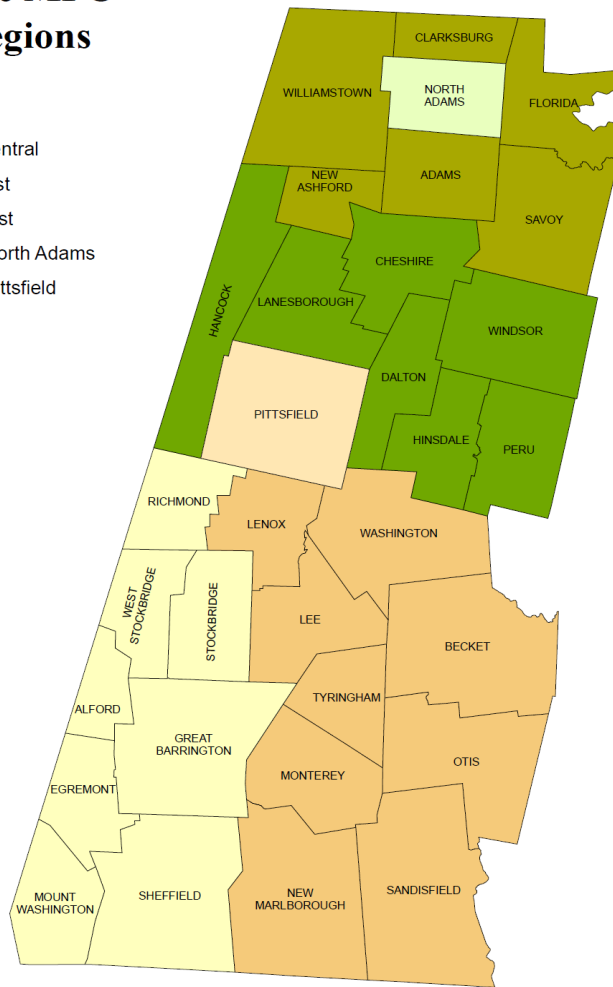 egions
entral
st
st
orth Adams
ttsfield
CLARKSBURG
WILLIAMSTOWN
NORTH
ADAMS
FLORIDA
NEW
ASHFORD
ADAMS
SAVOY
CHESHIRE
HANCOCK
LANESBOROUGH
WINDSOR
DALTON
PITTSFIELD
HINSDALE
PERU
RICHMOND
LENOX
WASHINGTON
WEST
STOCKBRIDGE
STOCKBRIDGE
LEE
BECKET
TYRINGHAM
ALFORD
GREAT
BARRINGTON
OTIS
MONTEREY
EGREMONT
MOUNT
WASHINGTON
SHEFFIELD
NEW
MARLBOROUGH
SANDISFIELD